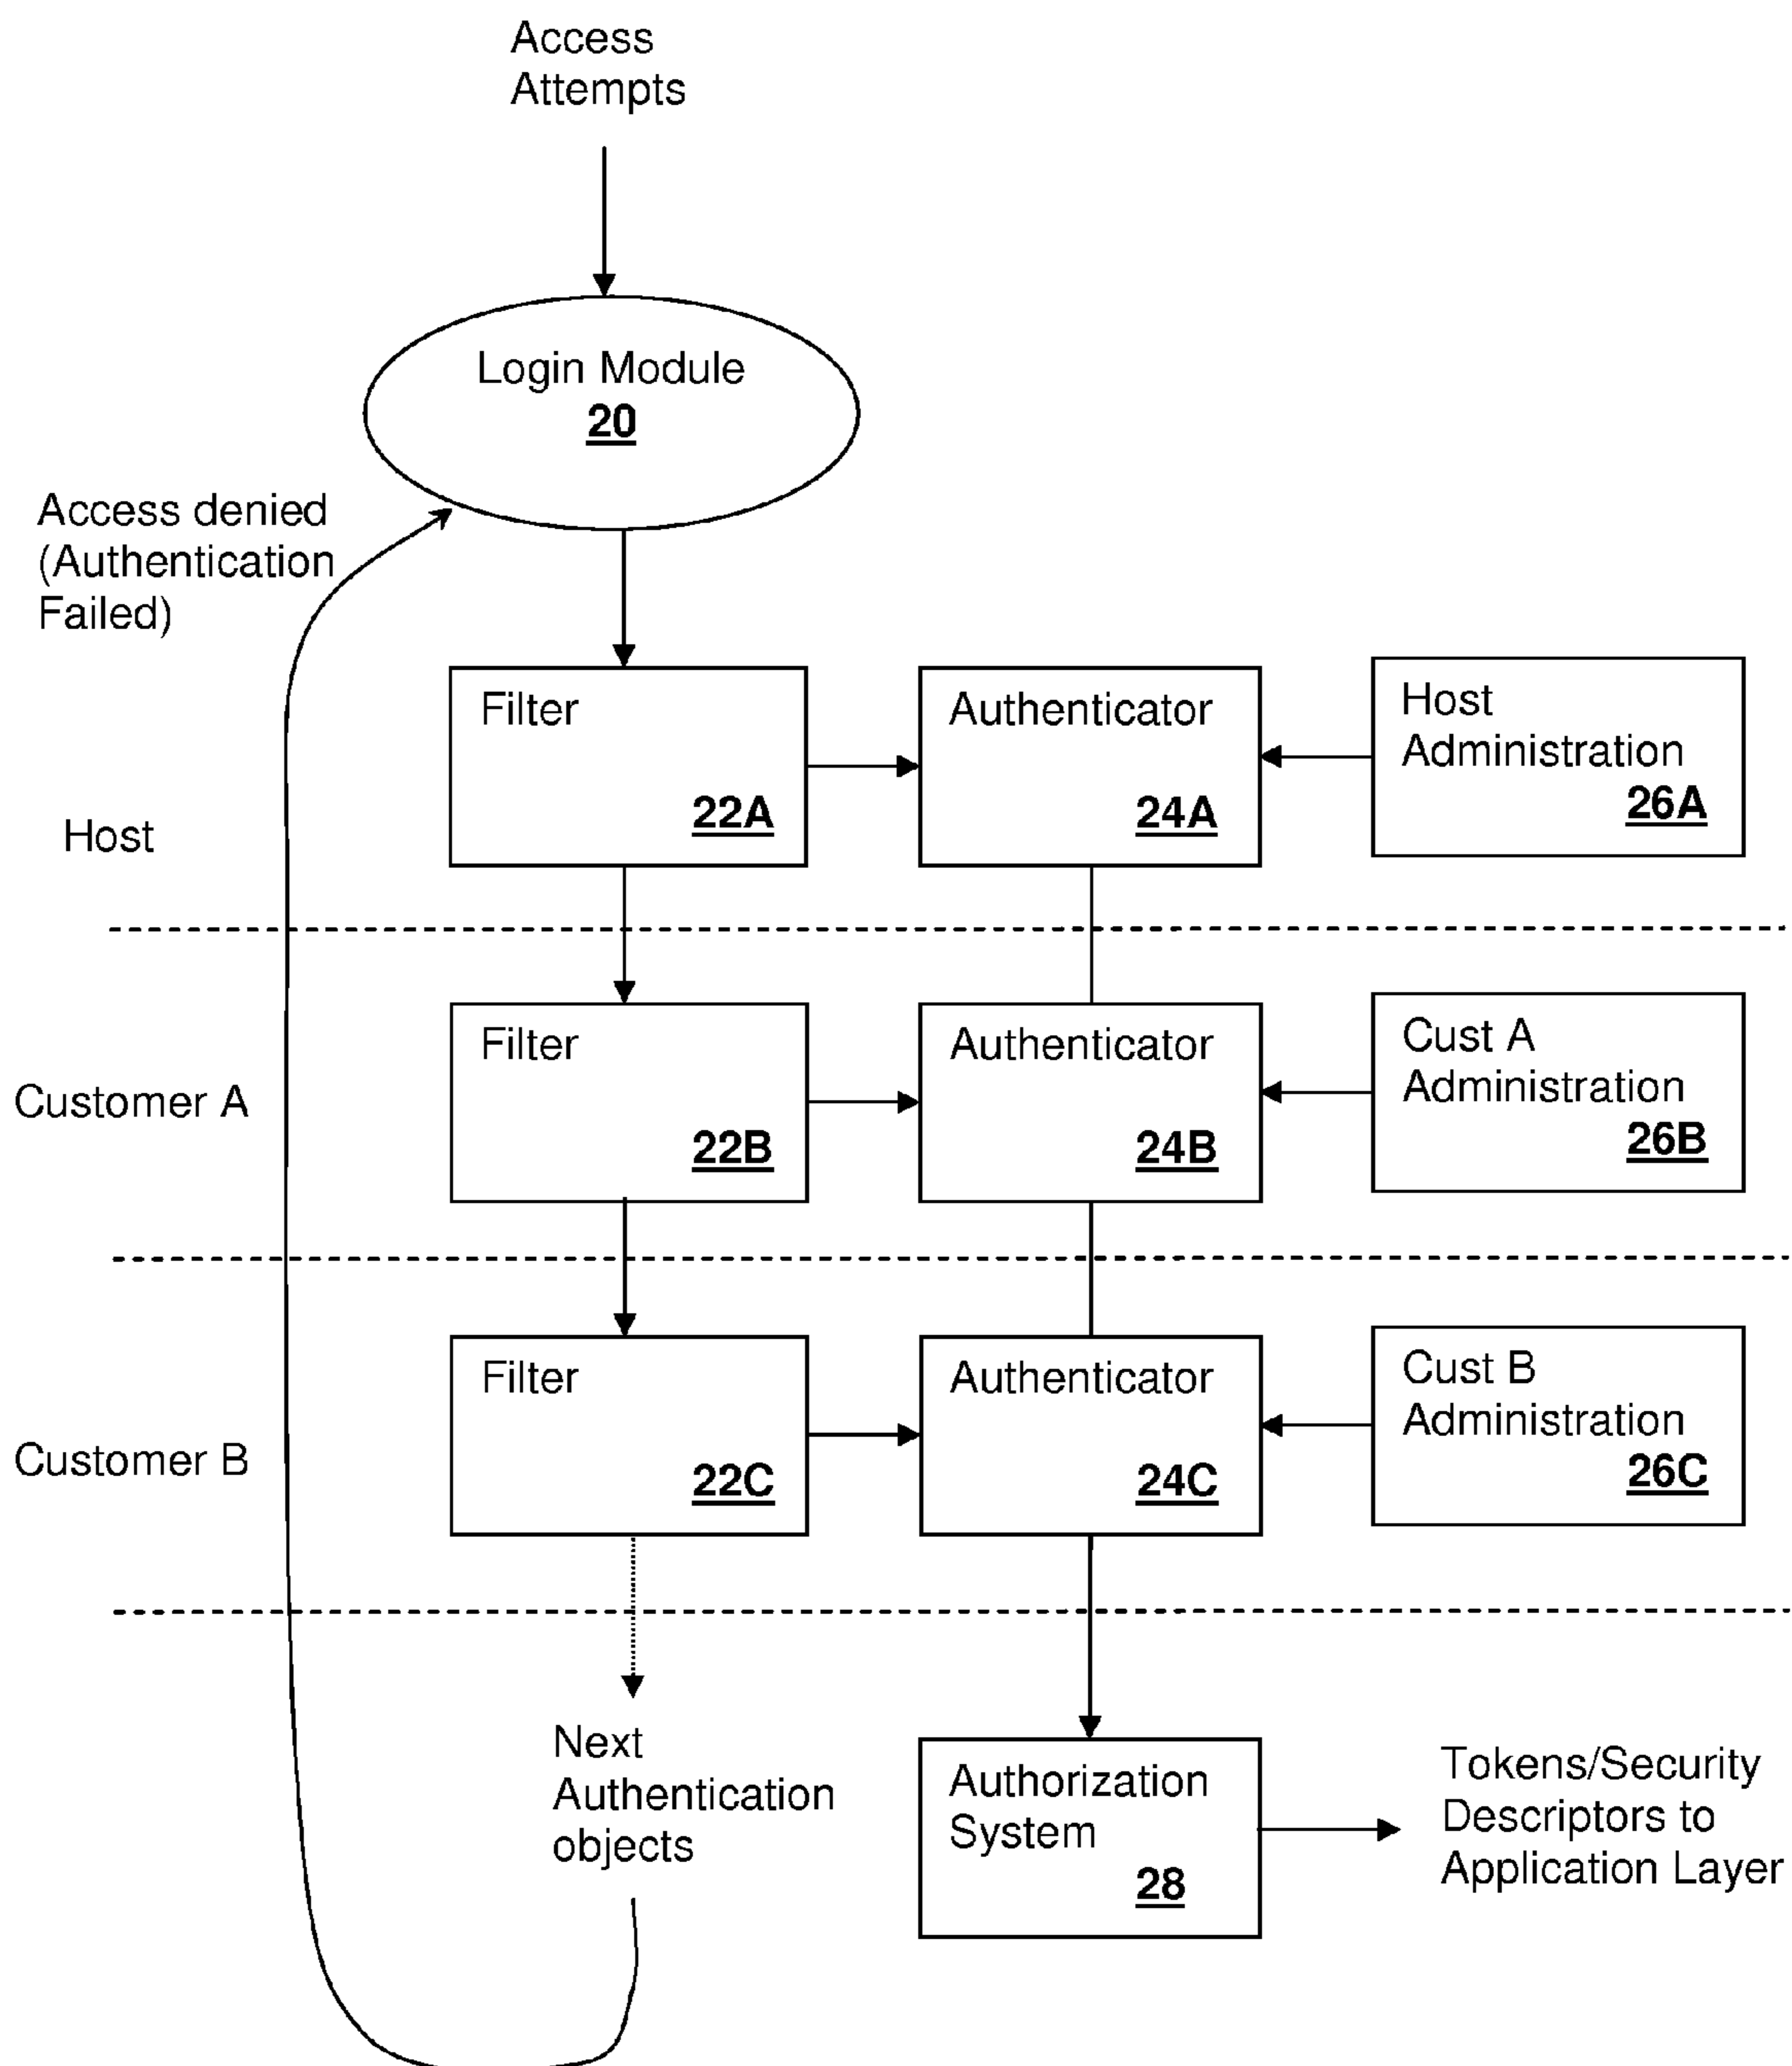 Access
Attempts
Login Module
20
Access denied
(Authentication
Failed)
Host
Filter
22A
Authenticator
24A
Host
Administration
26A
Customer A
Filter
22B
Authenticator
24B
Cust A
Administration
26B
Customer B
Filter
22C
Authenticator
24C
Cust B
Administration
26C
Next
Authentication
objects
Authorization
System
28
Tokens/Security
Descriptors to
Application Layer